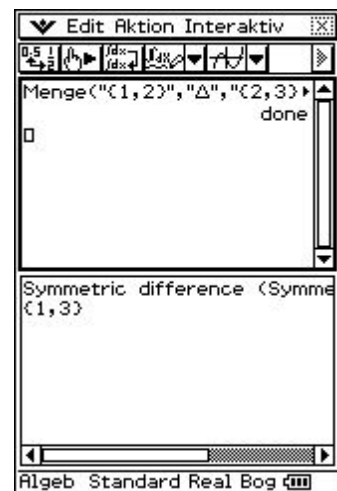 Edit Aktion Interaktiv
Menge("{1,2}","Δ","{2,3}
done
Symmetric difference (Symme
{1,3}
Algeb Standard Real Bog